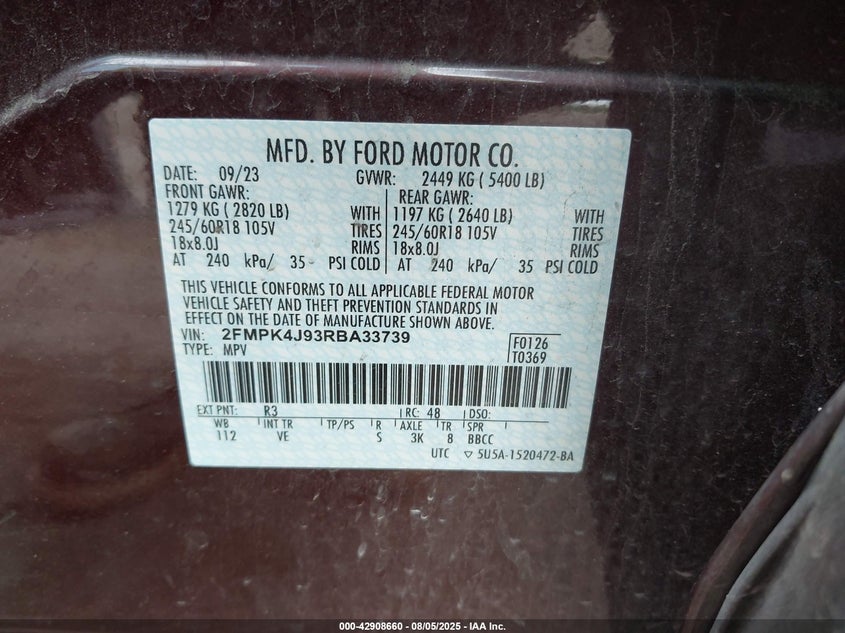 MFD. BY FORD MOTOR CO.
DATE: 09/23 GVWR: 2449 KG ( 5400 LB)
FRONT GAWR: REAR GAWR:
1279 KG ( 2820 LB) WITH 1197 KG ( 2640 LB) WITH
245/60R18 105V TIRES 245/60R18 105V TIRES
18x8.0J RIMS 18x8.0J RIMS
AT 240 kPa/ 35 PSI COLD AT 240 kPa/ 35 PSI COLD
THIS VEHICLE CONFORMS TO ALL APPLICABLE FEDERAL MOTOR
VEHICLE SAFETY AND THEFT PREVENTION STANDARDS IN
EFFECT ON THE DATE OF MANUFACTURE SHOWN ABOVE.
VIN: 2FMPK4J93RBA33739 F0126
TYPE: MPV T0369
EXT PNT: R3 RC: 48 DSO:
WB INT TR TP/PS R AXLE TR SPR
112 VE S 3K 8 BBCC
UTC ▽ 5U5A-1520472-BA
000-42908660 - 08/05/2025 - IAA Inc.